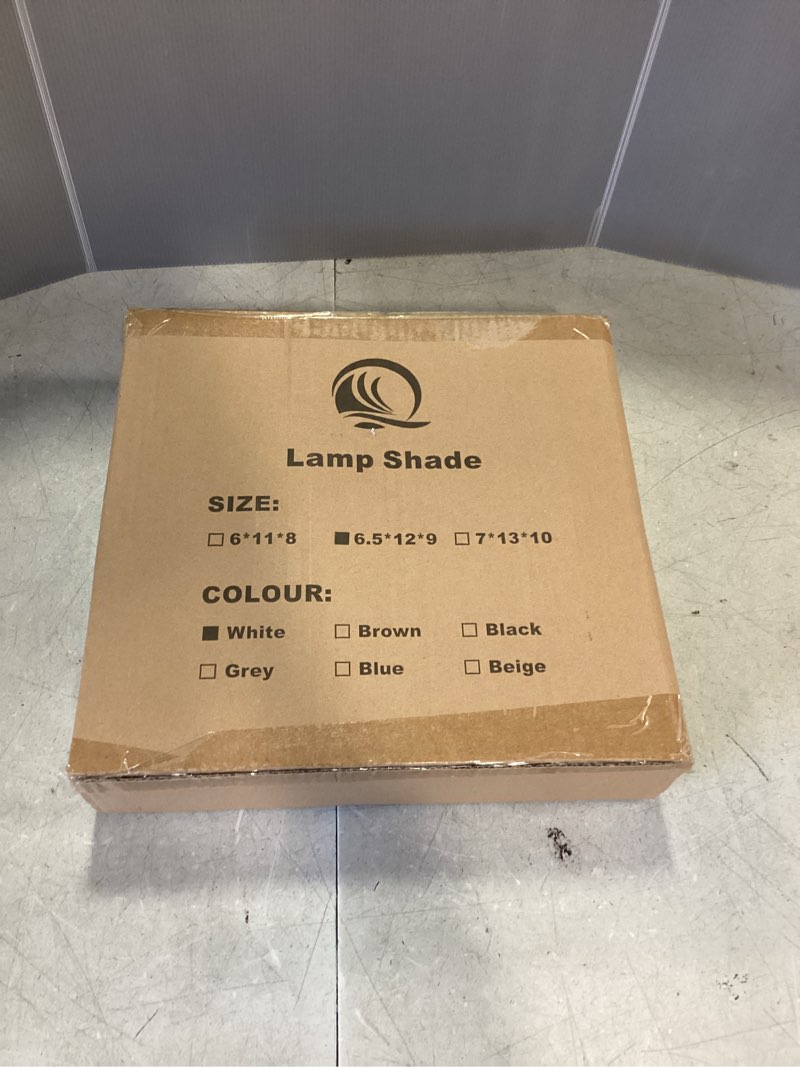 Lamp Shade
SIZE:
☐ 6*11*8 ■ 6.5*12*9 ☐ 7*13*10
COLOUR:
■ White ☐ Brown ☐ Black
☐ Grey ☐ Blue ☐ Beige